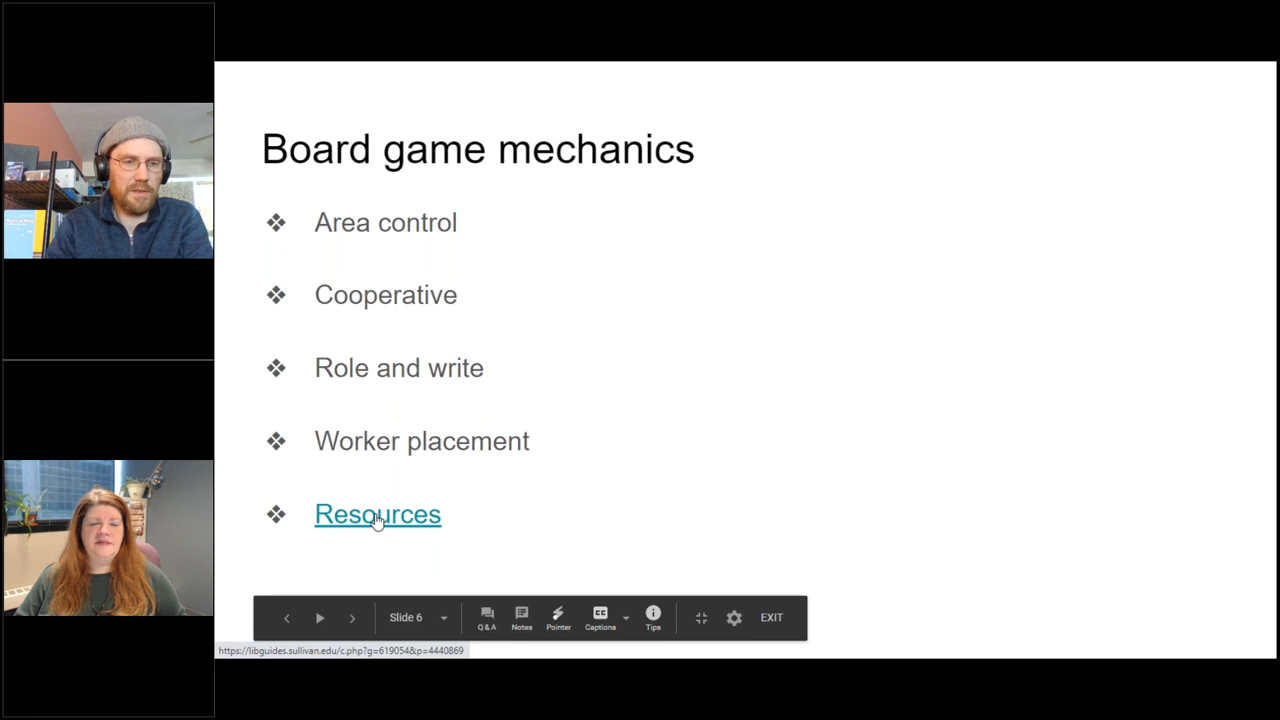 Board game mechanics
❖ Area control
❖ Cooperative
❖ Role and write
❖ Worker placement
❖ Resources
Slide 6
Q & A
Notes
Pointer
CC
Captions
Tips
EXIT
https://libguides.sullivan.edu/c.php?g=619054&p=4440869